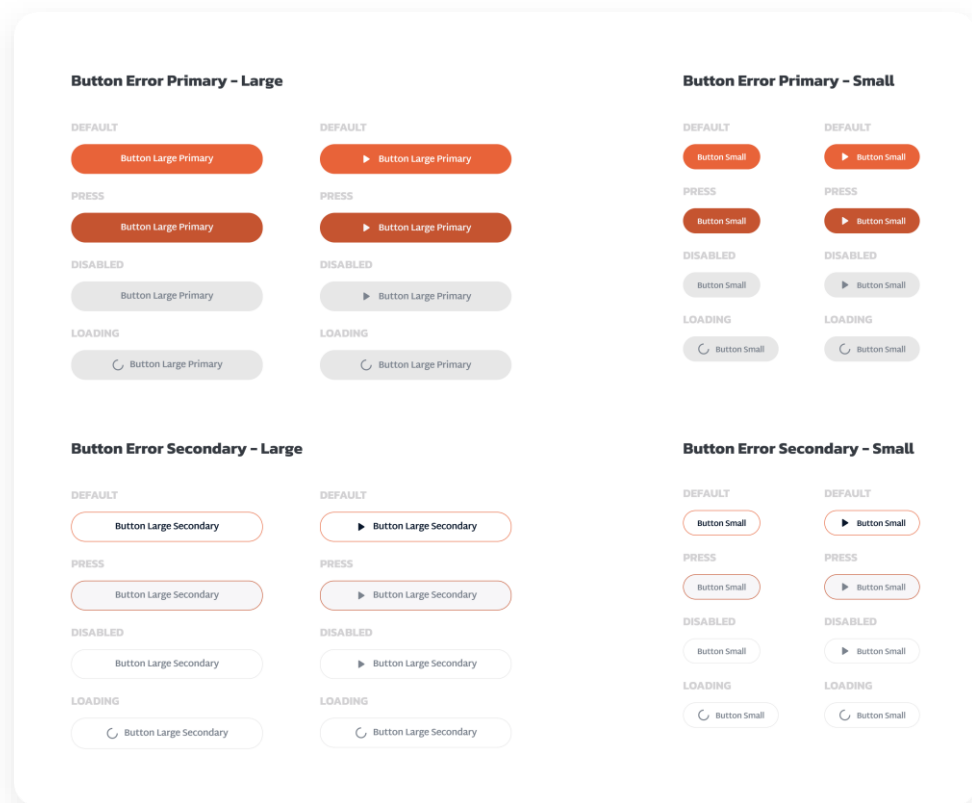 Button Error Primary - Large
DEFAULT
DEFAULT
Button Large Primary
Button Large Primary
PRESS
PRESS
Button Large Primary
Button Large Primary
DISABLED
DISABLED
Button Large Primary
Button Large Primary
LOADING
LOADING
Button Large Primary
Button Large Primary
Button Error Primary - Small
DEFAULT
DEFAULT
Button Small
Button Small
PRESS
PRESS
Button Small
Button Small
DISABLED
DISABLED
Button Small
Button Small
LOADING
LOADING
Button Small
Button Small
Button Error Secondary - Large
DEFAULT
DEFAULT
Button Large Secondary
Button Large Secondary
PRESS
PRESS
Button Large Secondary
Button Large Secondary
DISABLED
DISABLED
Button Large Secondary
Button Large Secondary
LOADING
LOADING
Button Large Secondary
Button Large Secondary
Button Error Secondary - Small
DEFAULT
DEFAULT
Button Small
Button Small
PRESS
PRESS
Button Small
Button Small
DISABLED
DISABLED
Button Small
Button Small
LOADING
LOADING
Button Small
Button Small